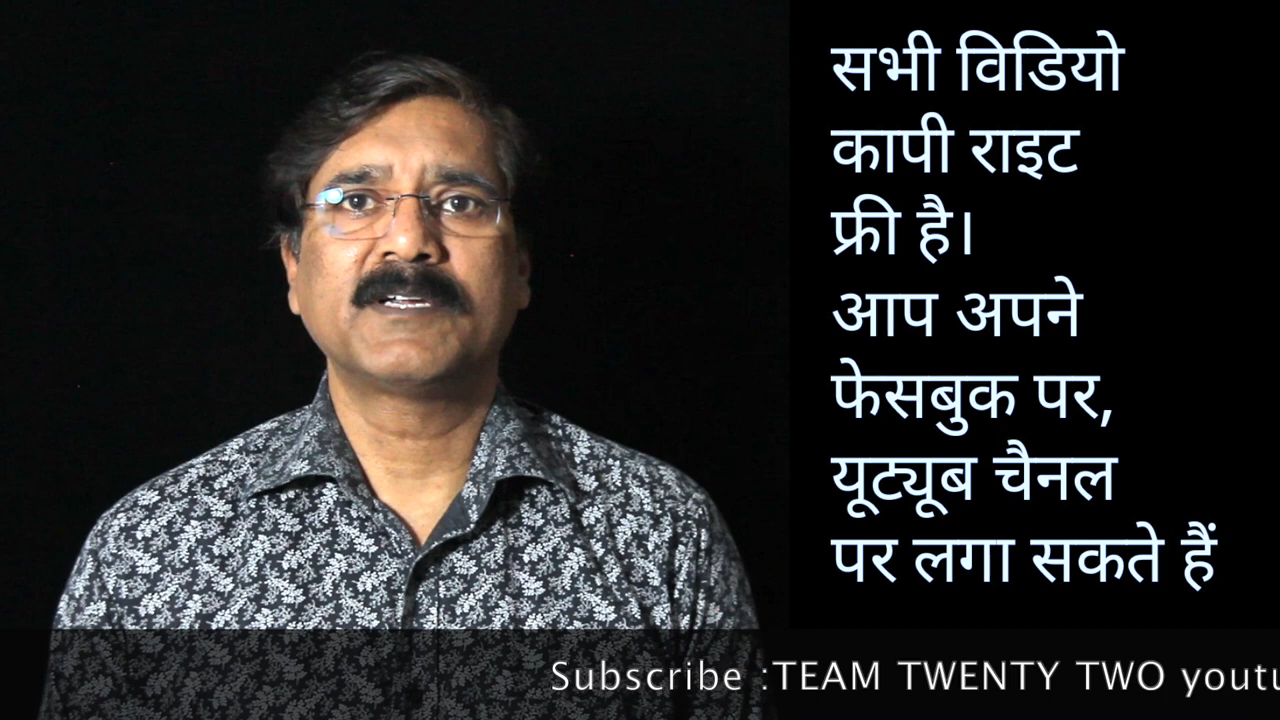 सभी विडियो
कापी राइट
फ्री है।
आप अपने
फेसबुक पर,
यूट्यूब चैनल
पर लगा सकते हैं
Subscribe :TEAM TWENTY TWO